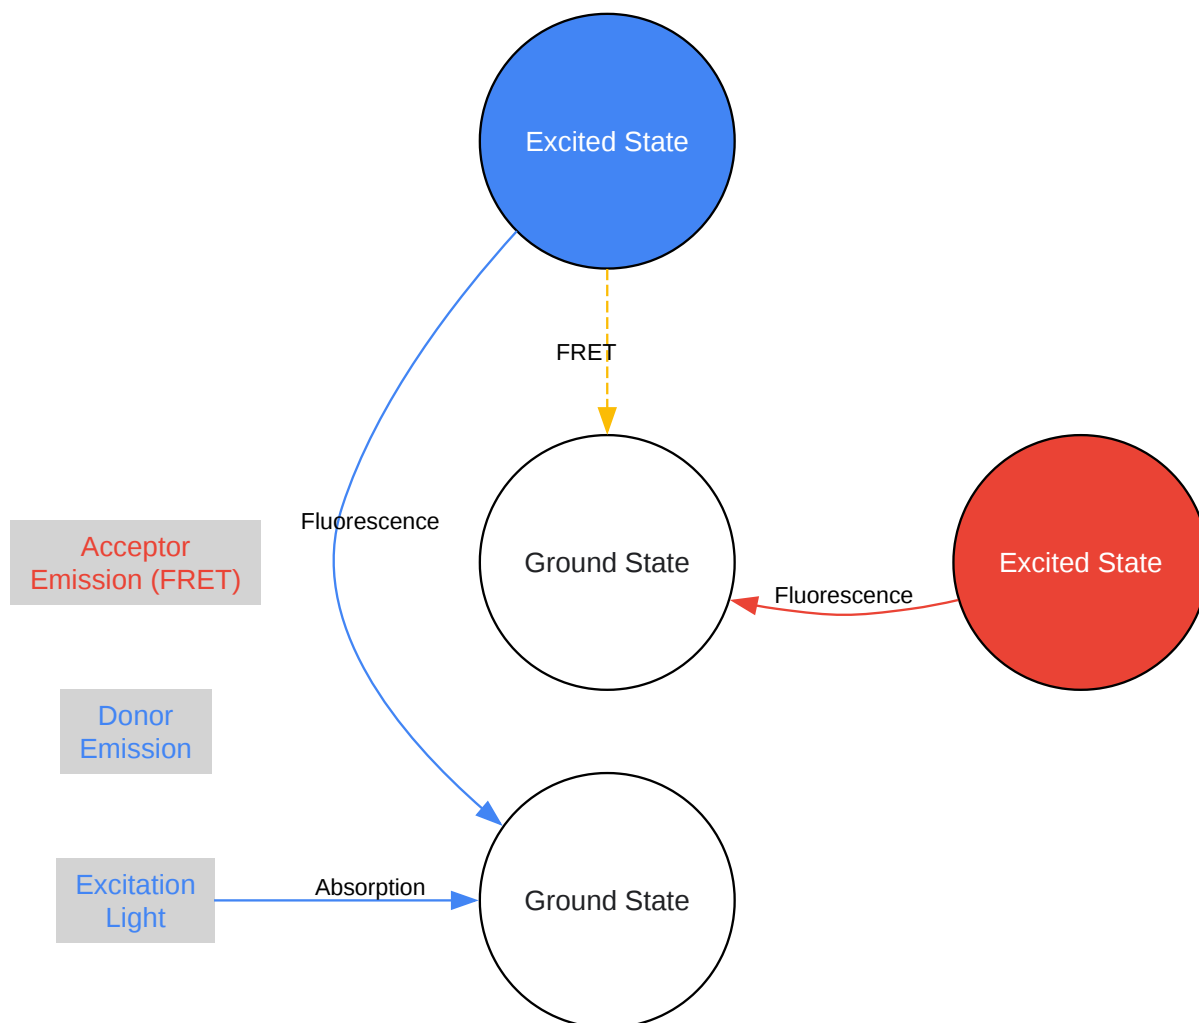 Excited State
FRET
Fluorescence
Acceptor
Emission (FRET)
Ground State
Fluorescence
Excited State
Donor
Emission
Excitation
Light
Absorption
Ground State